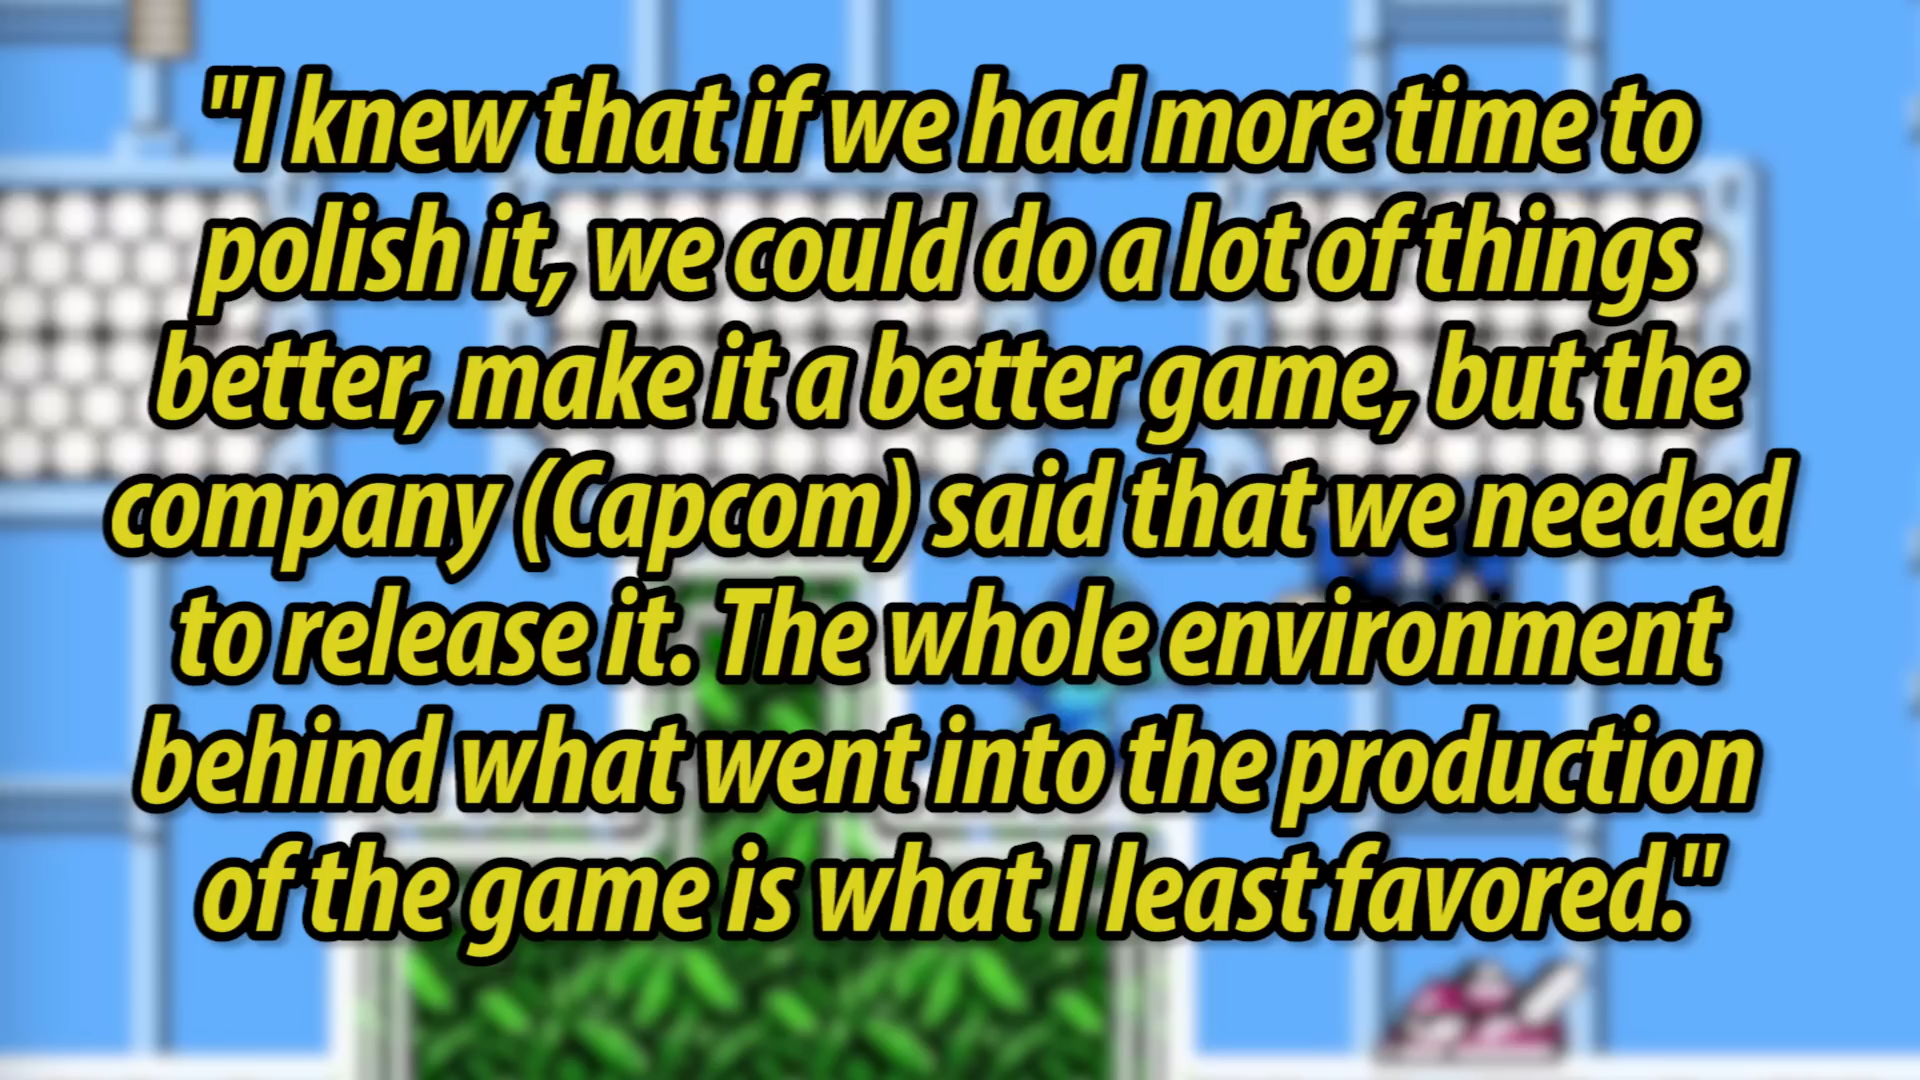 "I knew that if we had more time to
polish it, we could do a lot of things
better, make it a better game, but the
company (Capcom) said that we needed
to release it. The whole environment
behind what went into the production
of the game is what I least favored."